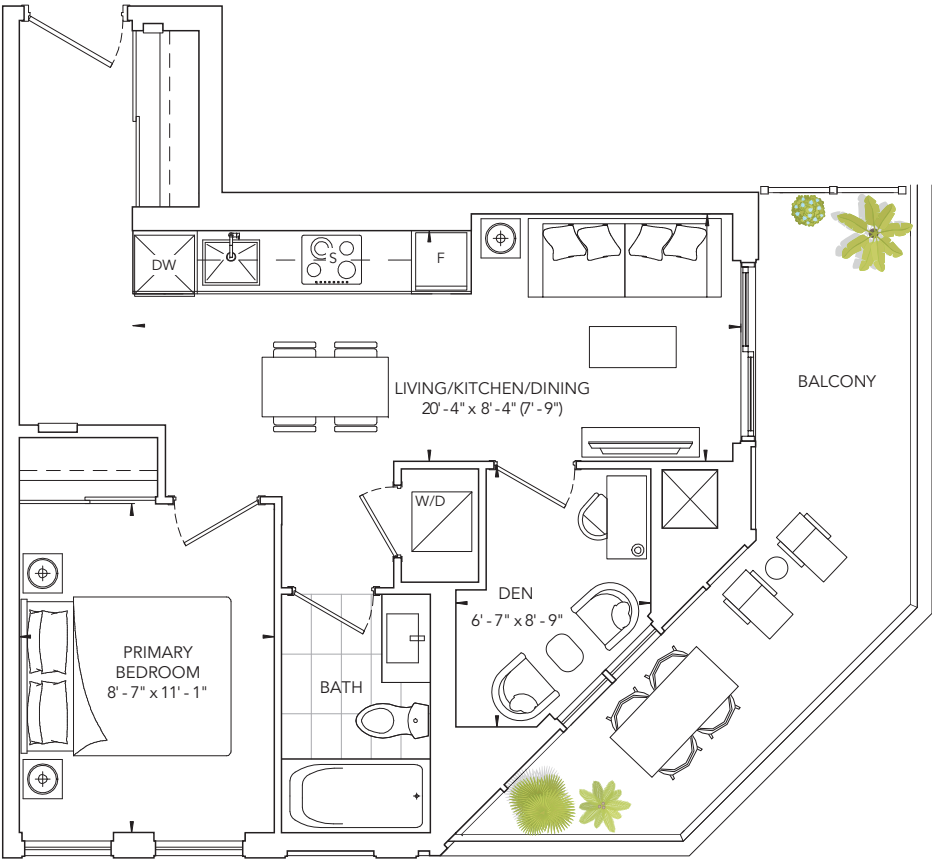 DW
S
F
LIVING/KITCHEN/DINING
20'-4" x 8'-4" (7'-9")
BALCONY
W/D
DEN
6'-7" x 8'-9"
PRIMARY
BEDROOM
8'-7" x 11'-1"
BATH